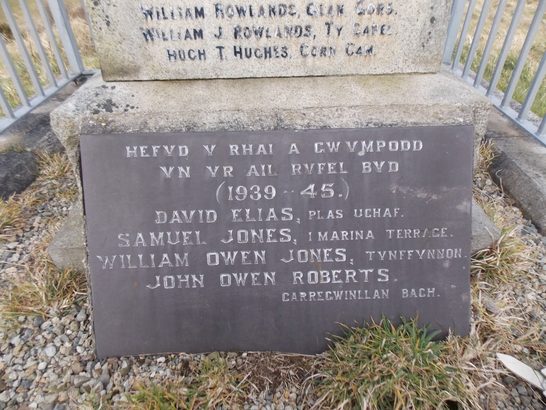 WILLIAM ROWLANDS, GLAN GORS.
WILLIAM J. ROWLANDS, TY CAPEL
HUGH T. HUGHES, CORN CAM.
HEFYD Y RHAI A GWYMPODD
YN YR AIL RYFEL BYD
(1939 - 45.)
DAVID ELIAS, PLAS UCHAF.
SAMUEL JONES, 1 MARINA TERRACE.
WILLIAM OWEN JONES, TYNFFYNNON.
JOHN OWEN ROBERTS.
CARREGWINLLAN BACH.